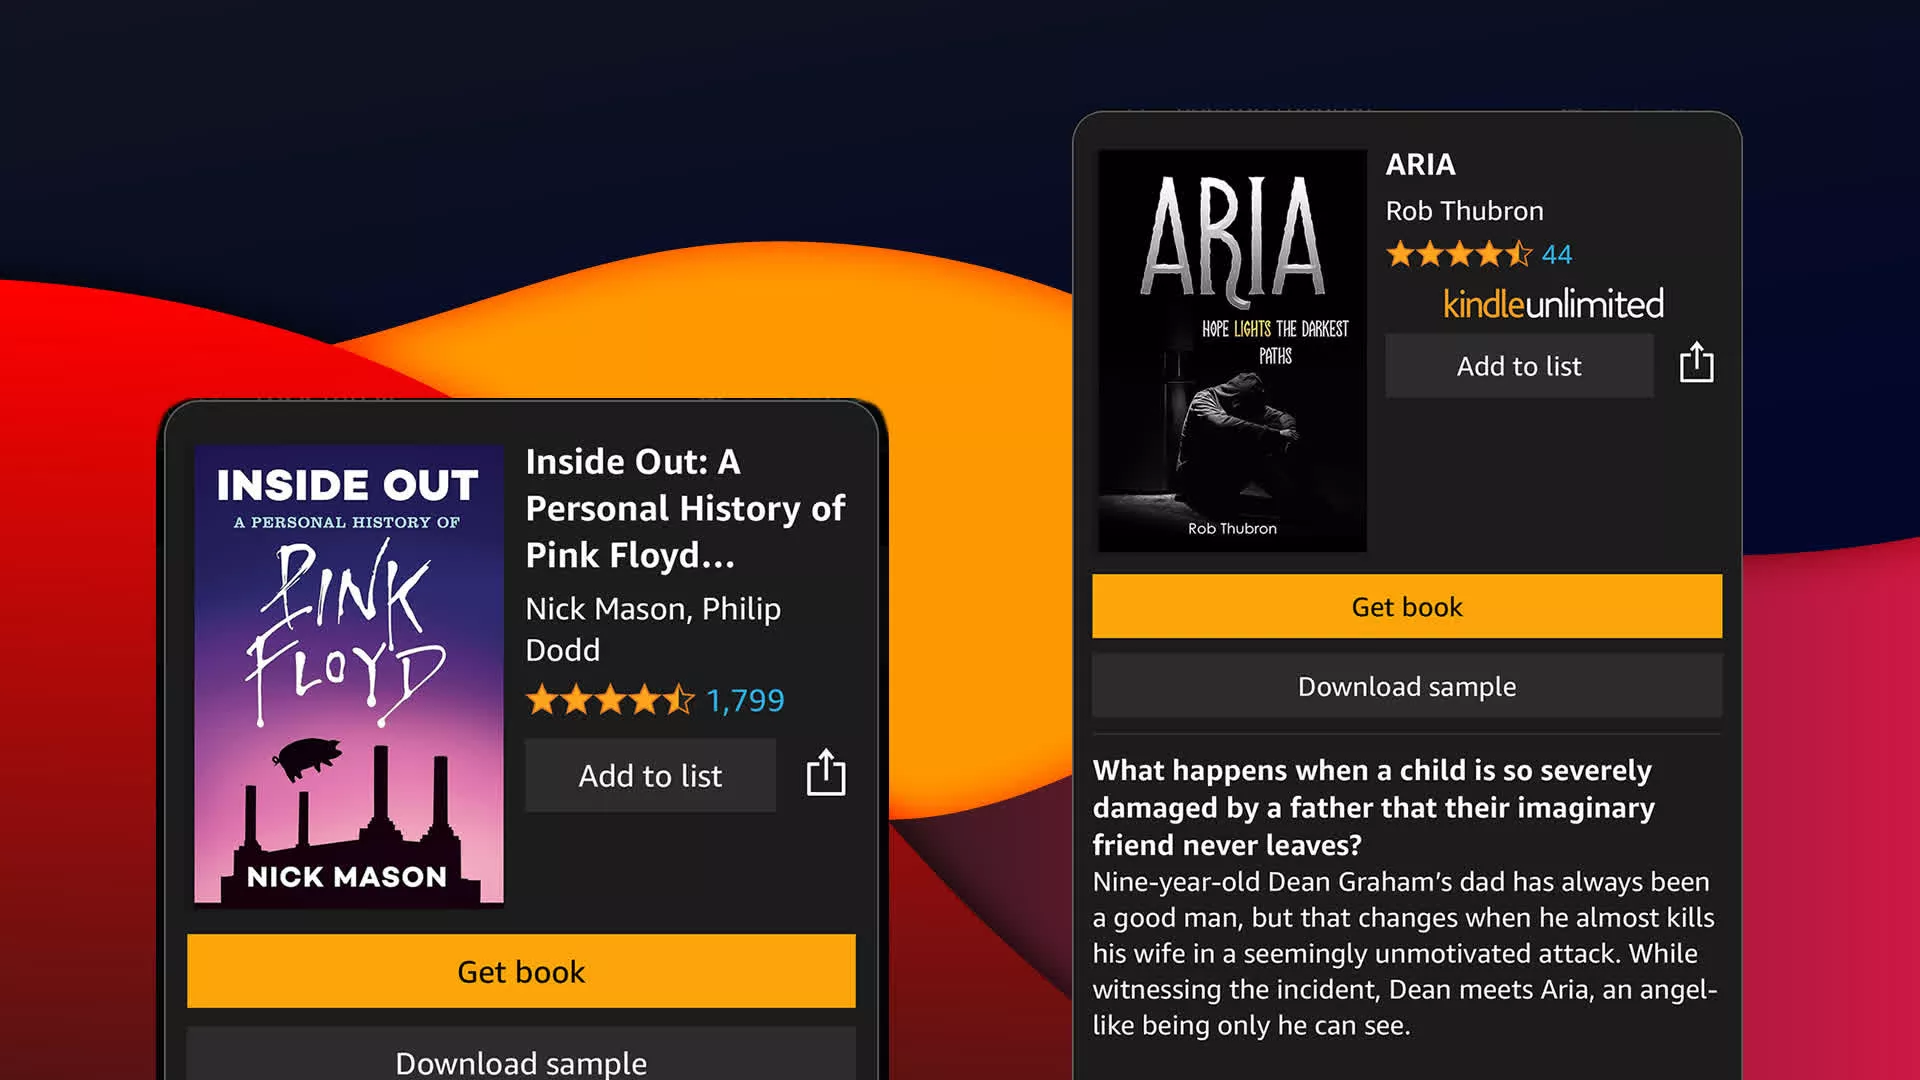 INSIDE OUT
A PERSONAL HISTORY OF
PINK
FLOYD
NICK MASON
Inside Out: A
Personal History of
Pink Floyd...
Nick Mason, Philip
Dodd
1,799
Add to list
Get book
Download sample
ARIA
HOPE LIGHTS THE DARKEST
PATHS
Rob Thubron
ARIA
Rob Thubron
44
kindleunlimited
Add to list
Get book
Download sample
What happens when a child is so severely
damaged by a father that their imaginary
friend never leaves?
Nine-year-old Dean Graham’s dad has always been
a good man, but that changes when he almost kills
his wife in a seemingly unmotivated attack. While
witnessing the incident, Dean meets Aria, an angel-
like being only he can see.